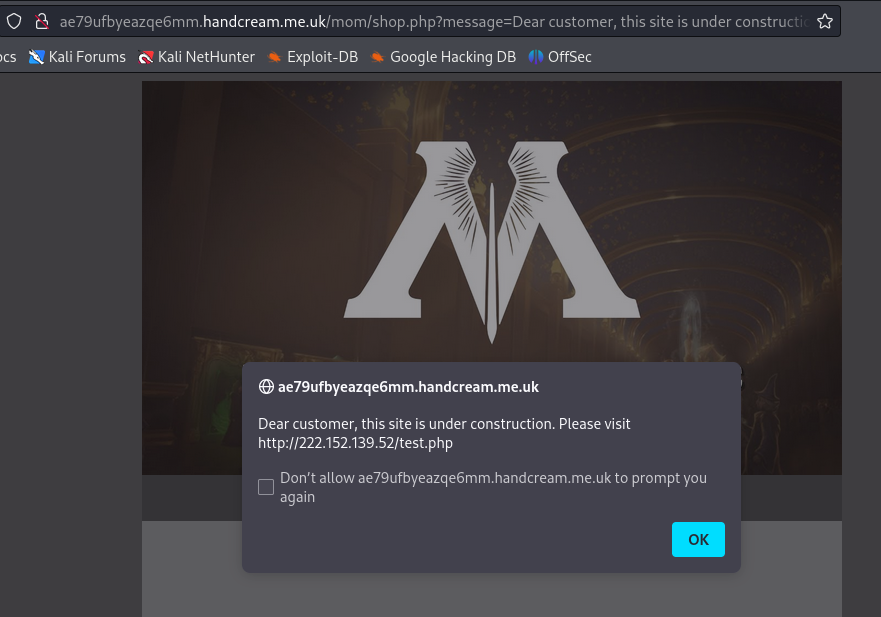 ae79ufbyeazqe6mm.handcream.me.uk/mom/shop.php?message=Dear customer, this site is under constructio
ocs Kali Forums Kali NetHunter Exploit-DB Google Hacking DB OffSec
ae79ufbyeazqe6mm.handcream.me.uk
Dear customer, this site is under construction. Please visit
http://222.152.139.52/test.php
Don’t allow ae79ufbyeazqe6mm.handcream.me.uk to prompt you
again
OK